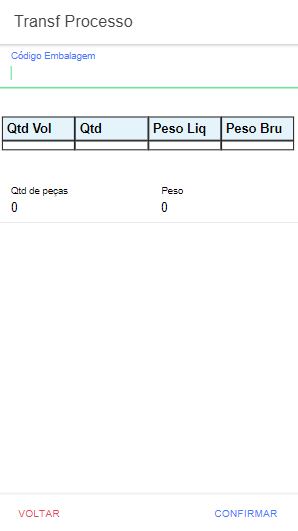 Transf Processo
Código Embalagem
Qtd Vol Qtd Peso Liq Peso Bru
Qtd de peças Peso
0 0
VOLTAR CONFIRMAR